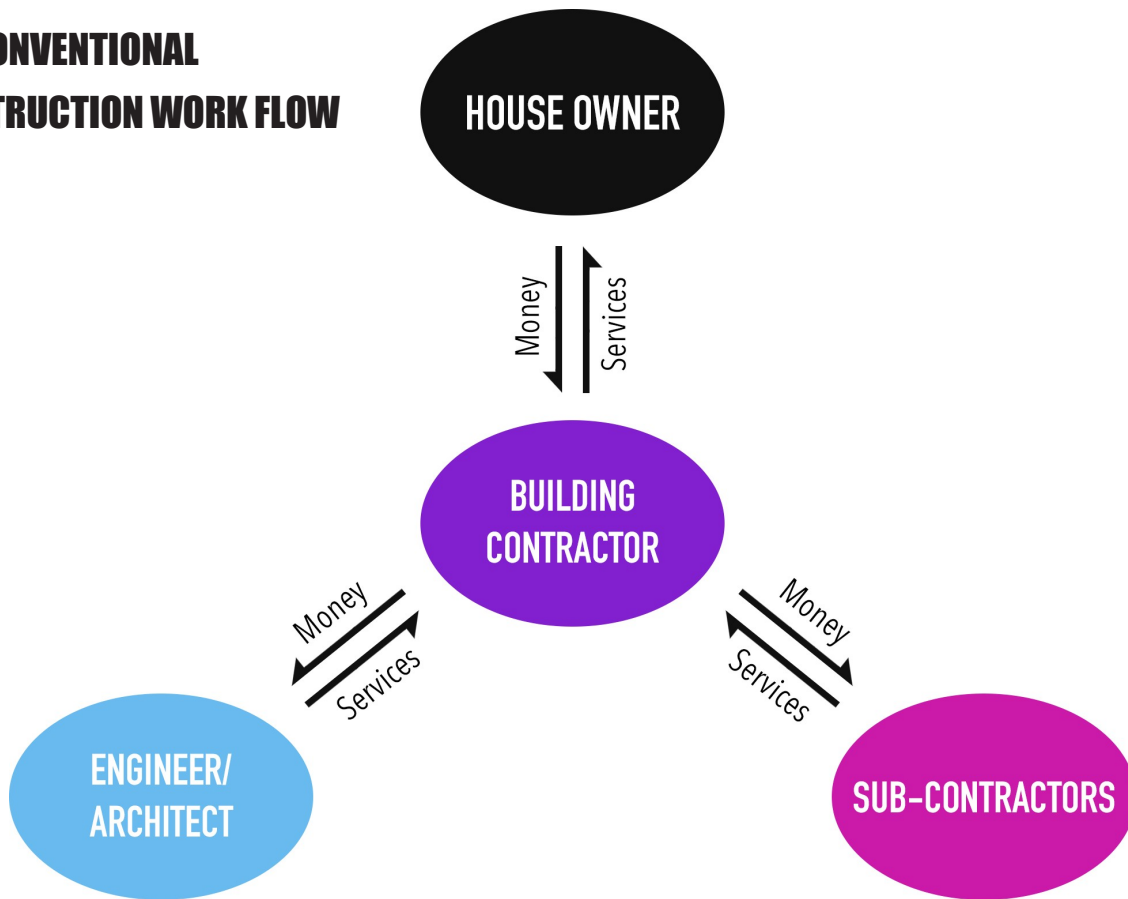 ONVENTIONAL
TRUCTION WORK FLOW
HOUSE OWNER
Money
Services
BUILDING
CONTRACTOR
Money
Services
Money
Services
ENGINEER/
ARCHITECT
SUB-CONTRACTORS